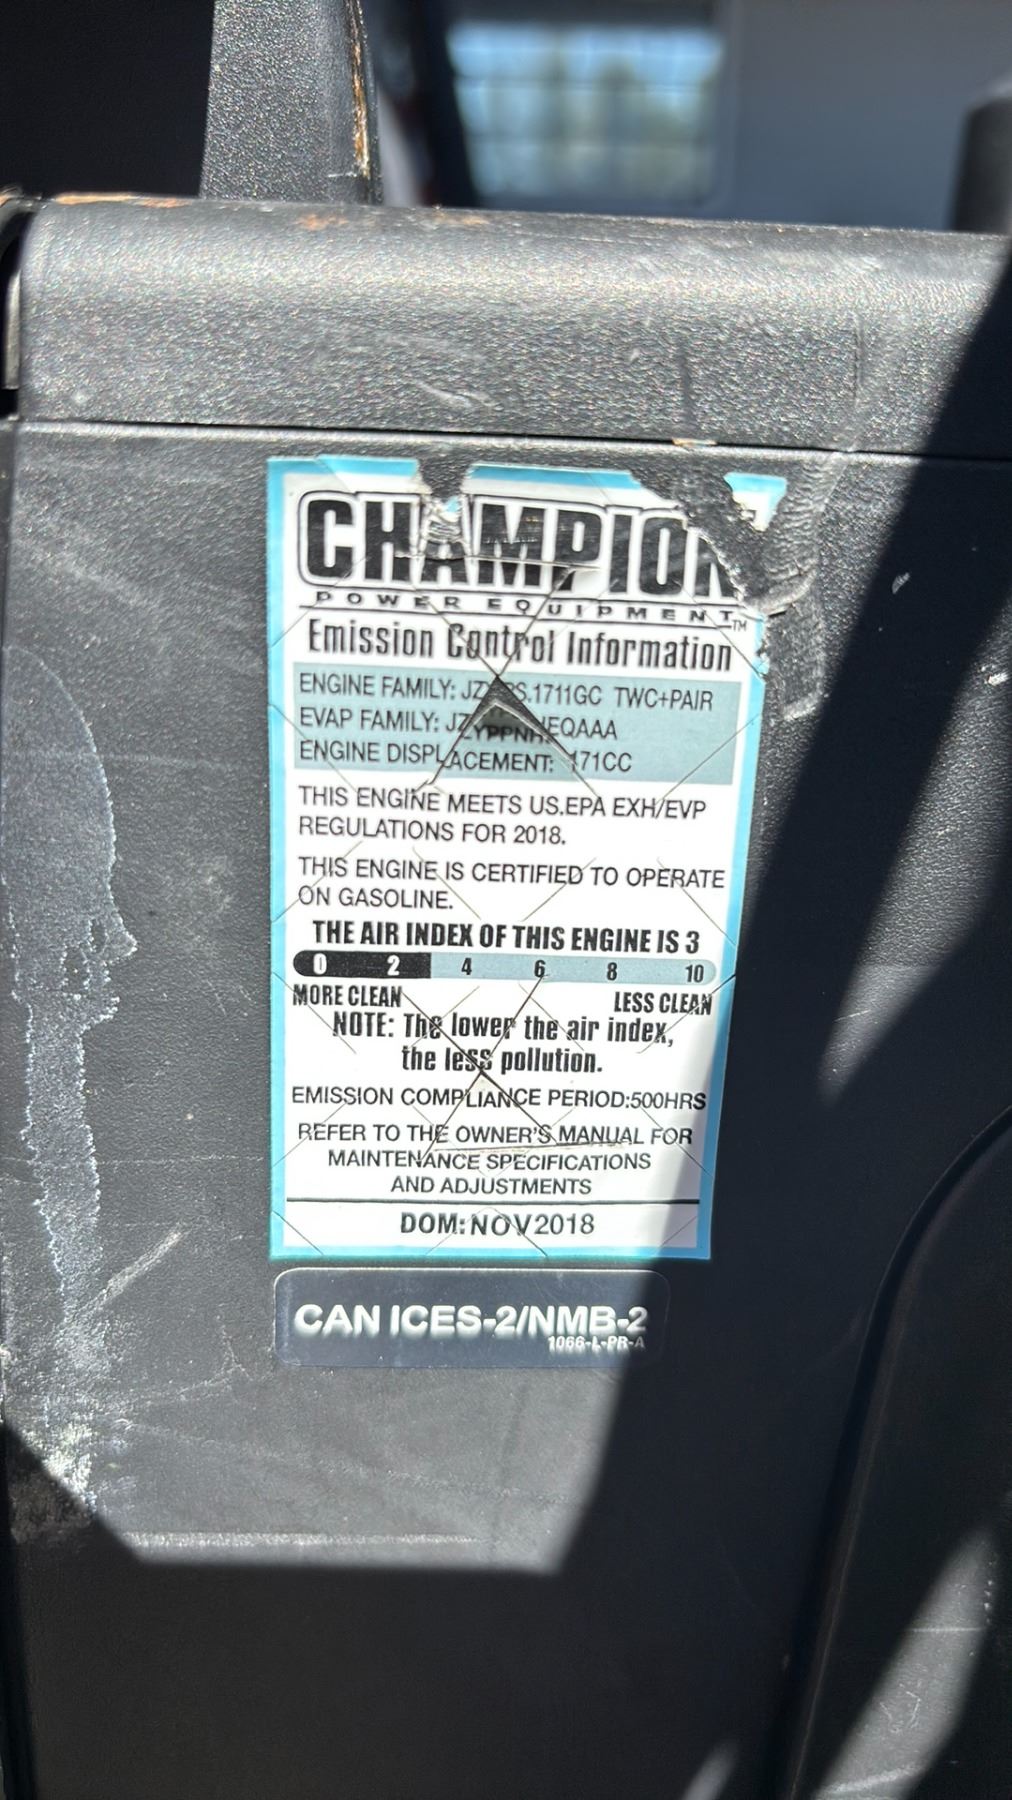 CHAMPION
POWER EQUIPMENT™
Emission Control Information
ENGINE FAMILY: TWC+PAIR
EVAP FAMILY:
ENGINE DISPLACEMENT: 171CC
THIS ENGINE MEETS US.EPA EXH/EVP
REGULATIONS FOR 2018.
THIS ENGINE IS CERTIFIED TO OPERATE
ON GASOLINE.
THE AIR INDEX OF THIS ENGINE IS 3
0 2 4 6 8 10
MORE CLEAN LESS CLEAN
NOTE: The lower the air index,
the less pollution.
EMISSION COMPLIANCE PERIOD:500HRS
REFER TO THE OWNER'S MANUAL FOR
MAINTENANCE SPECIFICATIONS
AND ADJUSTMENTS
DOM: NOV 2018
CAN ICES-2/NMB-2
1066-L-PR-A